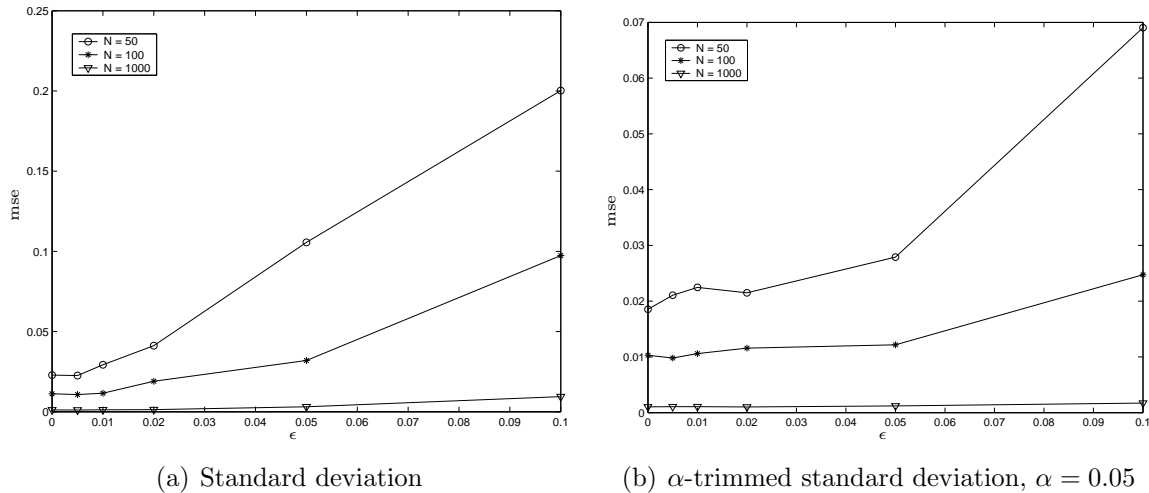 0.25
0.2
0.15
0.1
0.05
0
mse
N = 50
N = 100
N = 1000
0 0.01 0.02 0.03 0.04 0.05 0.06 0.07 0.08 0.09 0.1
ϵ
(a) Standard deviation
0.07
0.06
0.05
0.04
0.03
0.02
0.01
0
mse
N = 50
N = 100
N = 1000
0 0.01 0.02 0.03 0.04 0.05 0.06 0.07 0.08 0.09 0.1
ϵ
(b) α-trimmed standard deviation, α = 0.05